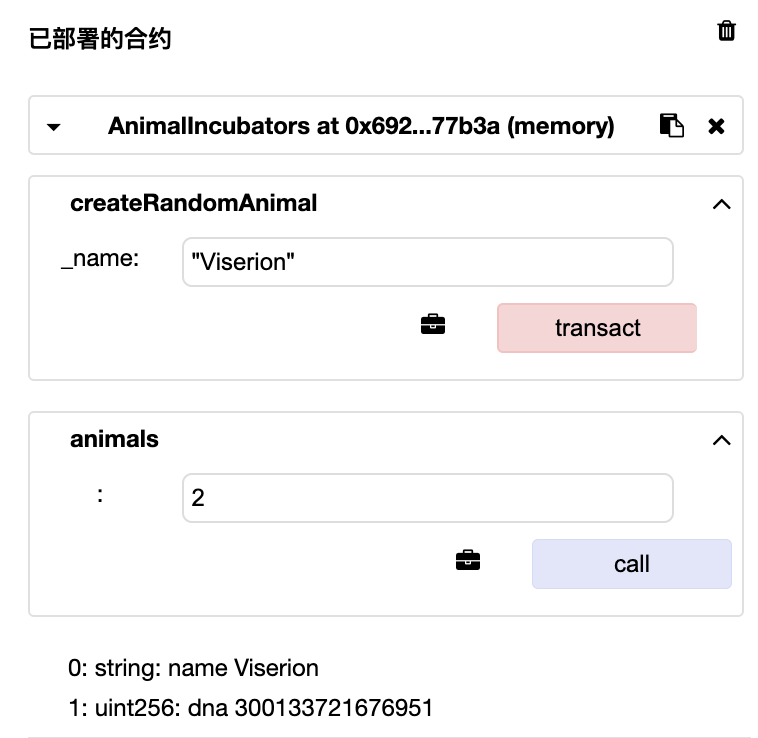 已部署的合约
AnimalIncubators at 0x692...77b3a (memory)
createRandomAnimal
_name:
"Viserion"
transact
animals
:
2
call
0: string: name Viserion
1: uint256: dna 300133721676951